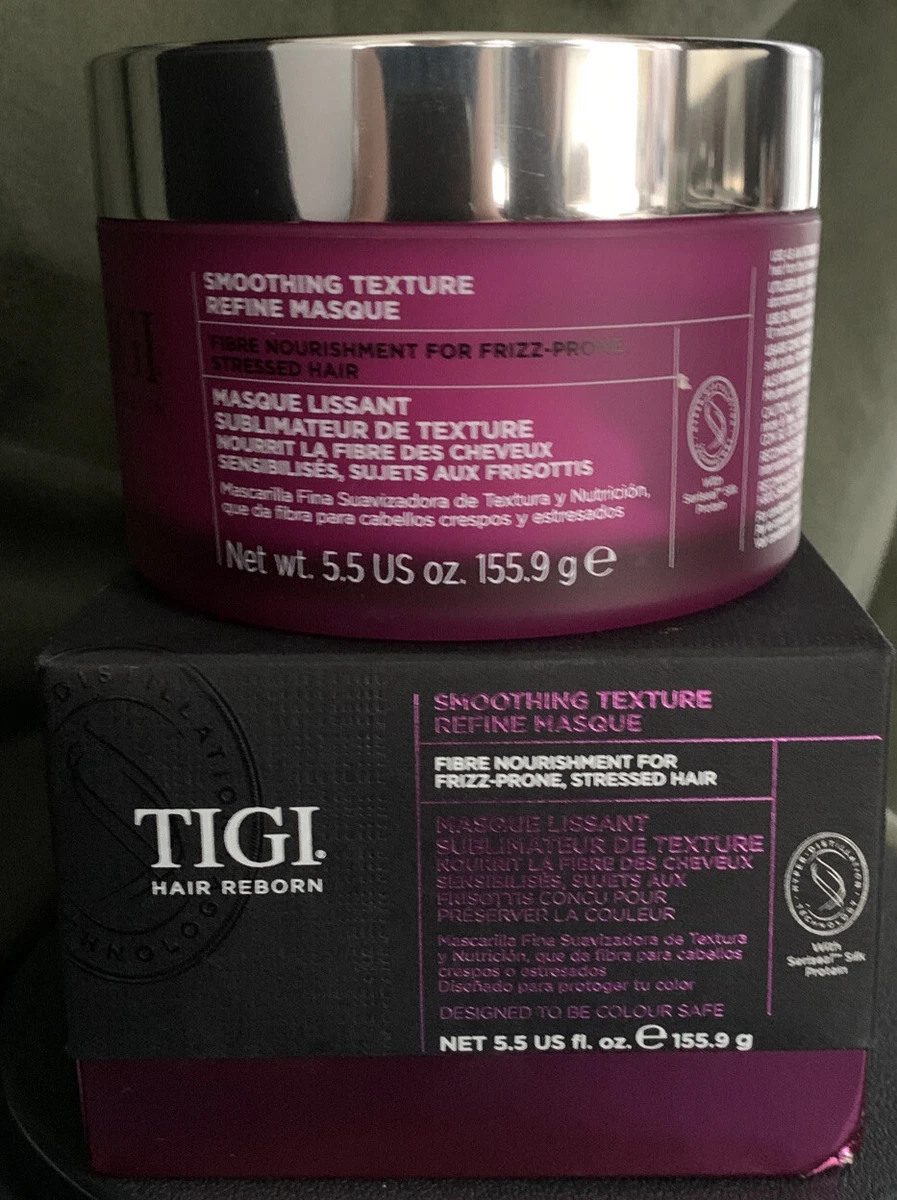 SMOOTHING TEXTURE
REFINE MASQUE
FIBRE NOURISHMENT FOR FRIZZ-PRONE
STRESSED HAIR
MASQUE LISSANT
SUBLIMATEUR DE TEXTURE
NOURRIT LA FIBRE DES CHEVEUX
SENSIBILISÉS, SUJETS AUX FRISOTTIS
Mascarilla Fina Suavizadora de Textura y Nutrición,
que da fibra para cabellos crespos y estresados
Net wt. 5.5 US oz. 155.9 g e
With
Seriseal™ Silk
Protein
DISTILLATIO
HNOLOG
TIGI
HAIR REBORN
SMOOTHING TEXTURE
REFINE MASQUE
FIBRE NOURISHMENT FOR
FRIZZ-PRONE, STRESSED HAIR
MASQUE LISSANT
SUBLIMATEUR DE TEXTURE
NOURRIT LA FIBRE DES CHEVEUX
SENSIBILISÉS, SUJETS AUX
FRISOTTIS CONCU POUR
PRÉSERVER LA COULEUR
Mascarilla Fina Suavizadora de Textura
y Nutrición, que da fibra para cabellos
crespos o estresados
Diseñado para proteger tu color
DESIGNED TO BE COLOUR SAFE
NET 5.5 US fl. oz. e 155.9 g
HYPER-DISTILLATION
TECHNOLOGY
With
Seriseal™ Silk
Protein